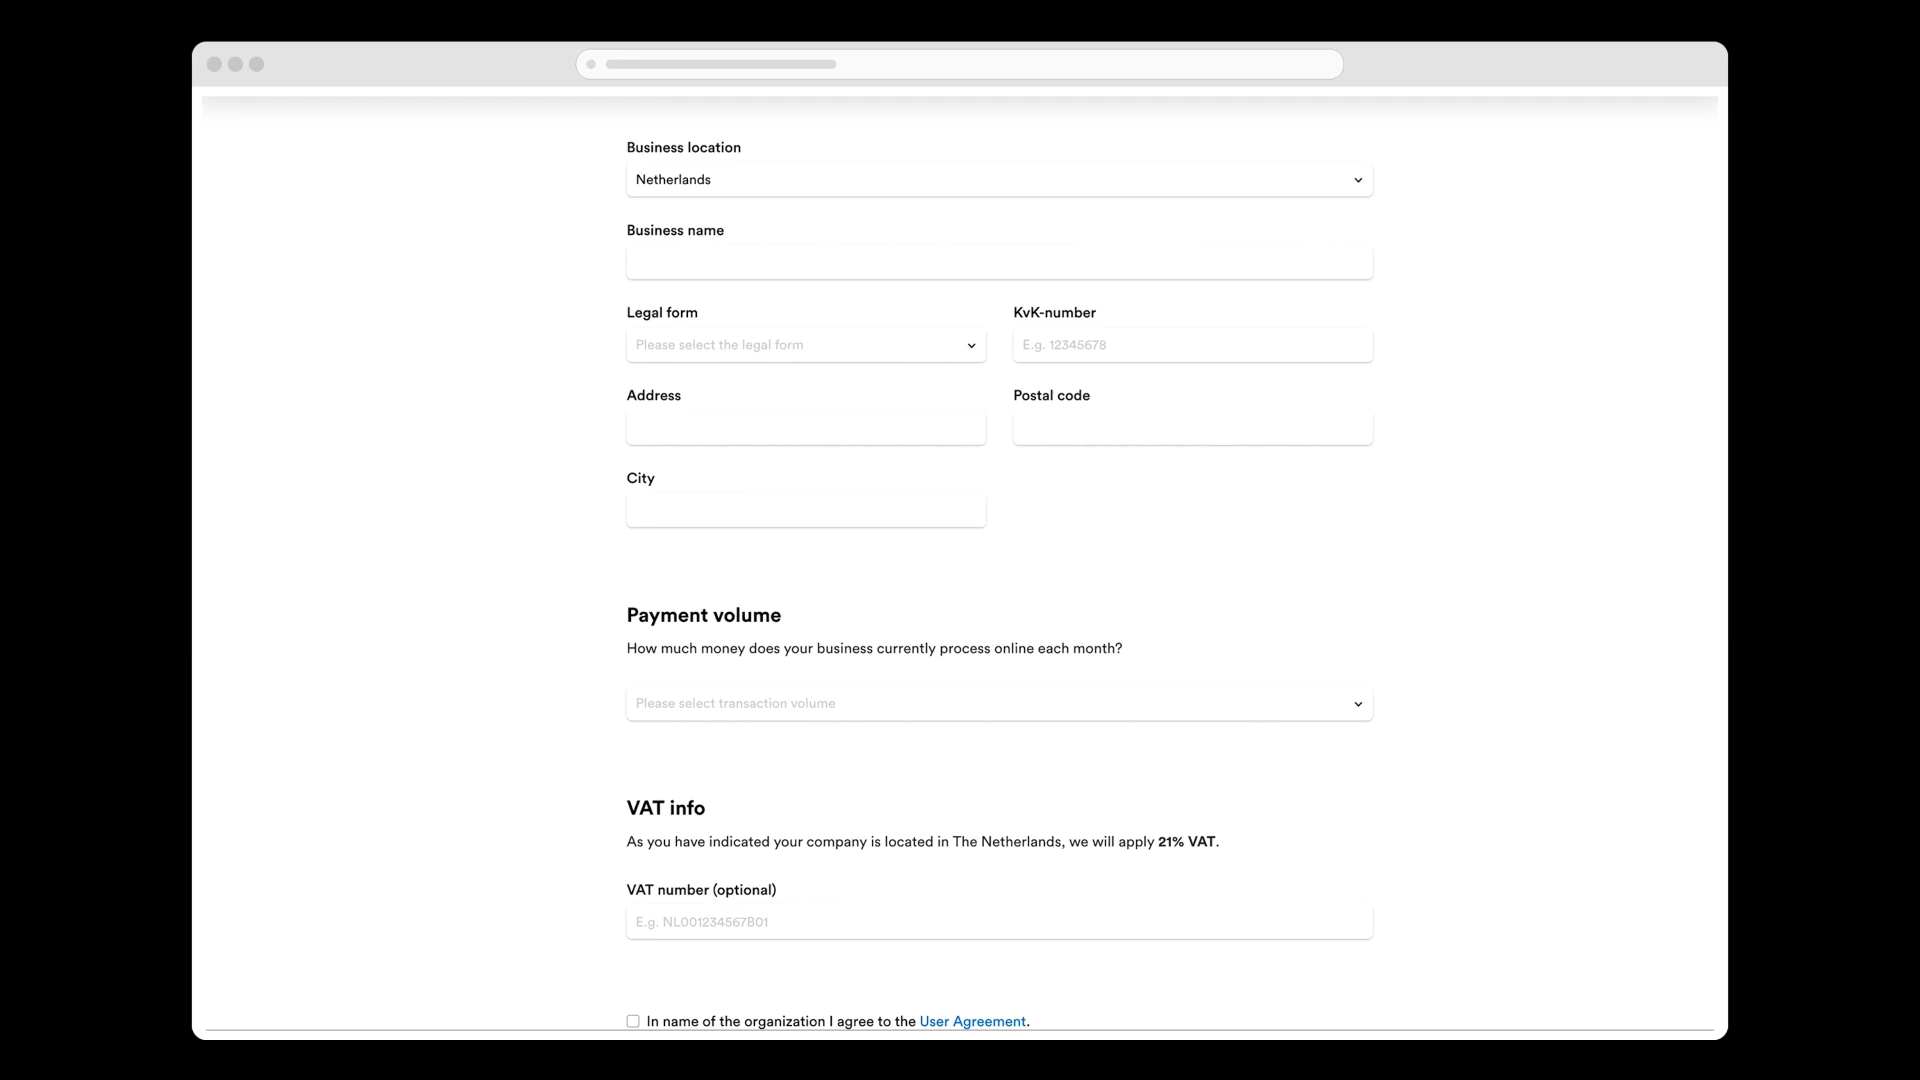 Business location
Netherlands
Business name
Legal form
KvK-number
Please select the legal form
E.g. 12345678
Address
Postal code
City
Payment volume
How much money does your business currently process online each month?
Please select transaction volume
VAT info
As you have indicated your company is located in The Netherlands, we will apply 21% VAT.
VAT number (optional)
E.g. NL001234567B01
In name of the organization I agree to the User Agreement.